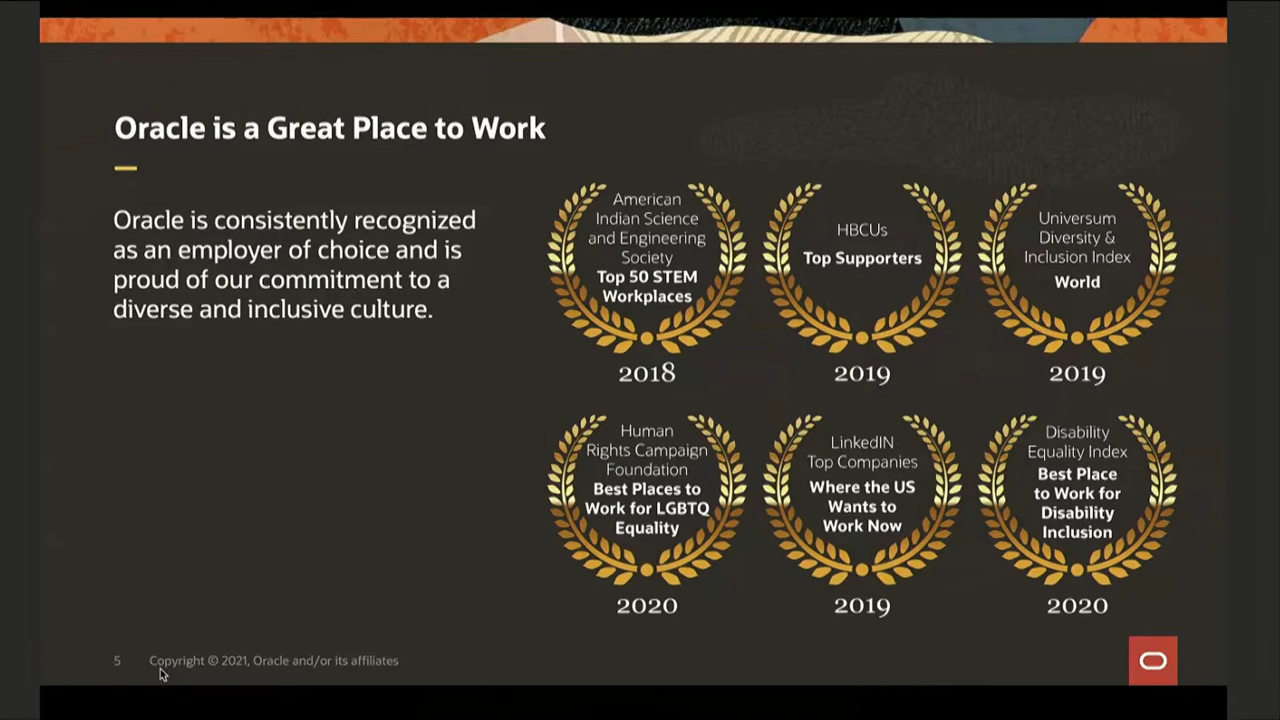 Oracle is a Great Place to Work
Oracle is consistently recognized
as an employer of choice and is
proud of our commitment to a
diverse and inclusive culture.
American
Indian Science
and Engineering
Society
Top 50 STEM
Workplaces
2018
HBCUs
Top Supporters
2019
Universum
Diversity &
Inclusion Index
World
2019
Human
Rights Campaign
Foundation
Best Places to
Work for LGBTQ
Equality
2020
LinkedIN
Top Companies
Where the US
Wants to
Work Now
2019
Disability
Equality Index
Best Place
to Work for
Disability
Inclusion
2020
5 Copyright © 2021, Oracle and/or its affiliates